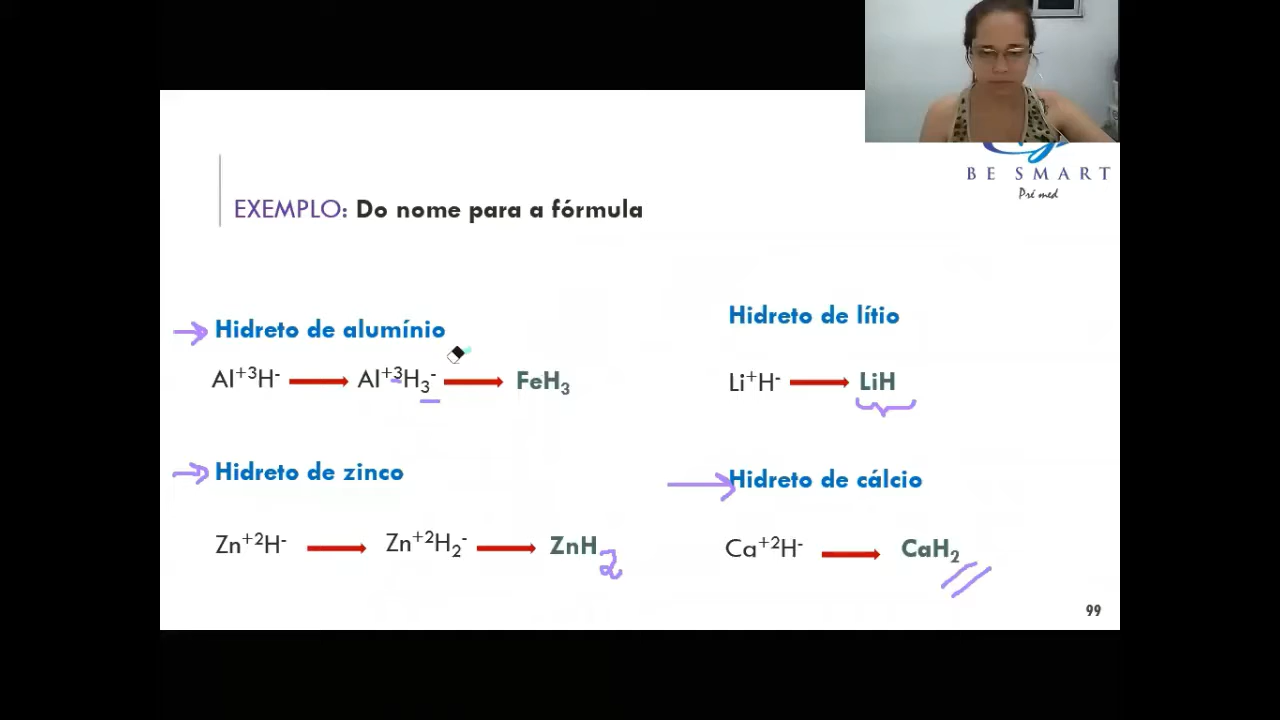 BE SMART
Pré med
EXEMPLO: Do nome para a fórmula
Hidreto de alumínio
Al⁺³H⁻ → Al⁺³H₃⁻ → FeH₃
Hidreto de lítio
Li⁺H⁻ → LiH
Hidreto de zinco
Zn⁺²H⁻ → Zn⁺²H₂⁻ → ZnH₂
Hidreto de cálcio
Ca⁺²H⁻ → CaH₂
99